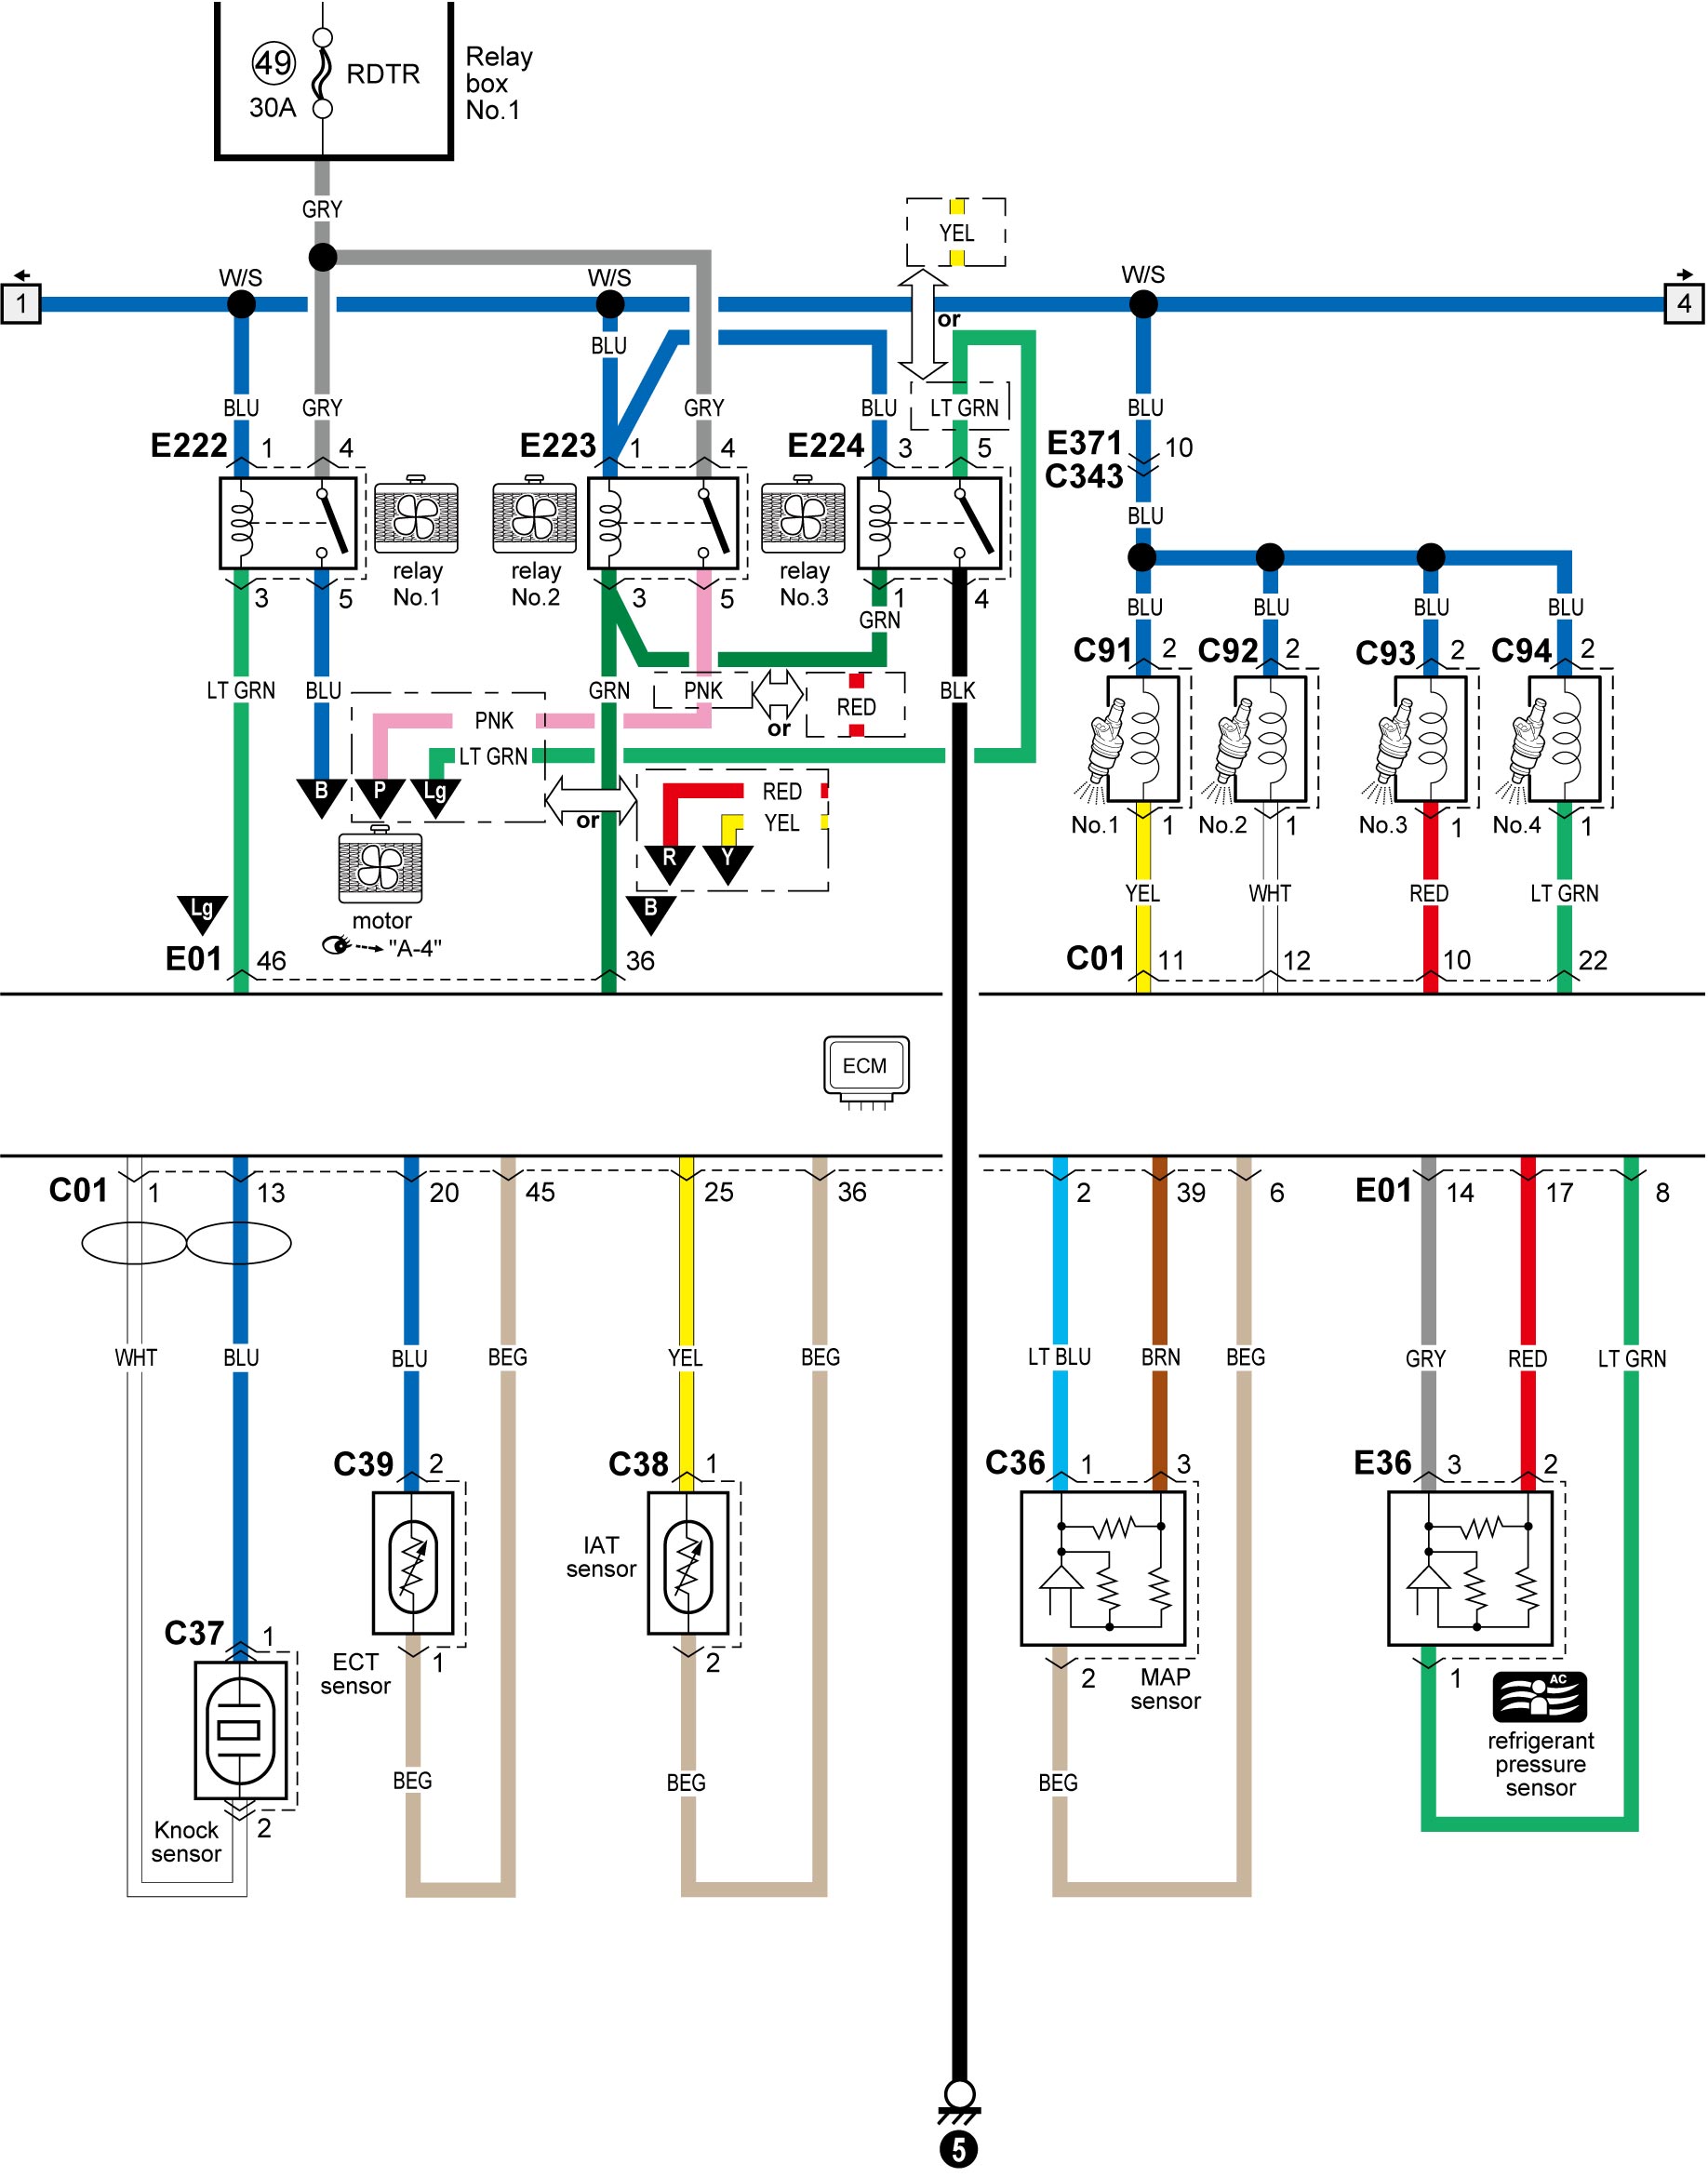 49
30A
RDTR
Relay
box
No.1
GRY
YEL
or
1
W/S
W/S
W/S
4
BLU
BLU
GRY
GRY
BLU
LT GRN
BLU
E222 1 4
E223 1 4
E224 3 5
E371 10
C343
BLU
relay
No.1
relay
No.2
relay
No.3
3 5
3 5
1 4
GRN
BLU
BLU
BLU
BLU
C91 2
C92 2
C93 2
C94 2
LT GRN
BLU
GRN
PNK
or
RED
BLK
PNK
LT GRN
B
P
Lg
or
RED
YEL
R
Y
B
No.1 1
No.2 1
No.3 1
No.4 1
motor
"A-4"
Lg
YEL
WHT
RED
LT GRN
E01 46
36
C01 11
12
10
22
ECM
C01 1
13
20
45
25
36
2
39
6
E01 14
17
8
WHT
BLU
BLU
BEG
YEL
BEG
LT BLU
BRN
BEG
GRY
RED
LT GRN
C39 2
C38 1
C36 1 3
E36 3 2
IAT
sensor
C37 1
ECT
sensor
1
2
2
MAP
sensor
1
AC
refrigerant
pressure
sensor
BEG
BEG
BEG
Knock
sensor
2
5